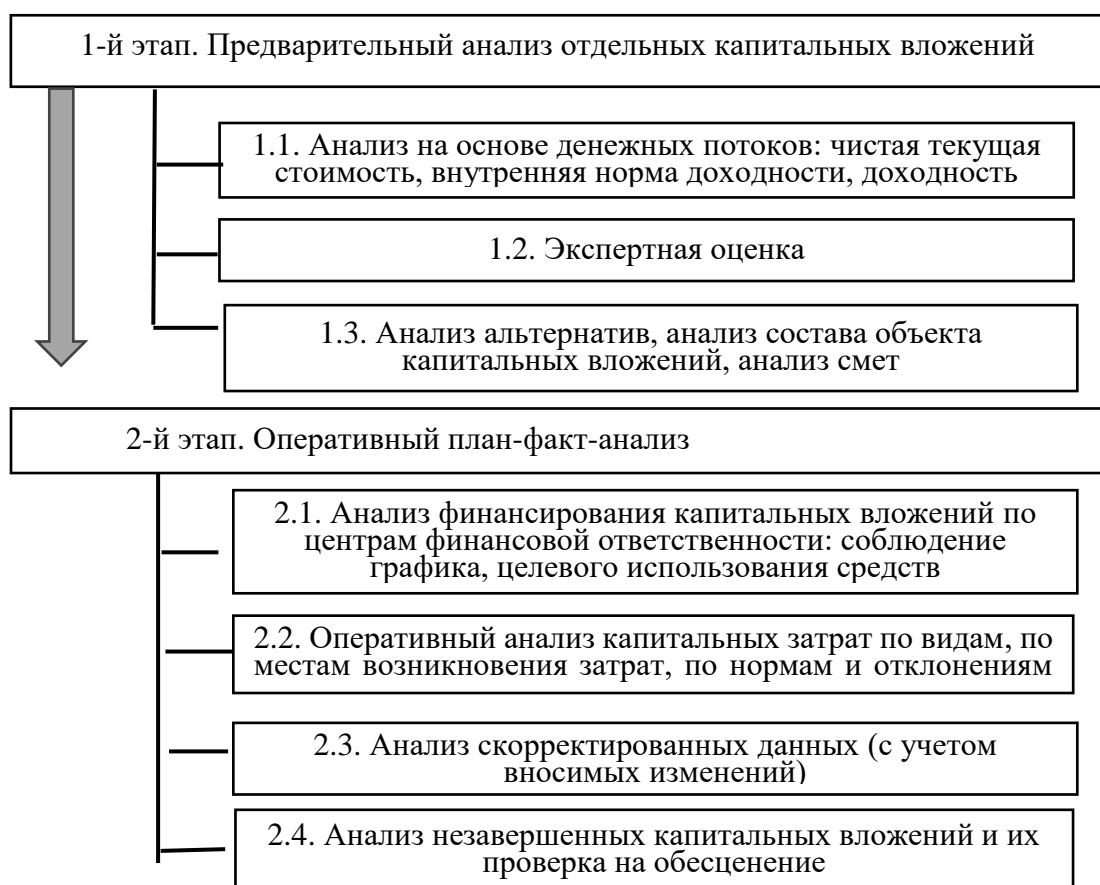 1-й этап. Предварительный анализ отдельных капитальных вложений
1.1. Анализ на основе денежных потоков: чистая текущая
стоимость, внутренняя норма доходности, доходность
1.2. Экспертная оценка
1.3. Анализ альтернатив, анализ состава объекта
капитальных вложений, анализ смет
2-й этап. Оперативный план-факт-анализ
2.1. Анализ финансирования капитальных вложений по
центрам финансовой ответственности: соблюдение
графика, целевого использования средств
2.2. Оперативный анализ капитальных затрат по видам, по
местам возникновения затрат, по нормам и отклонениям
2.3. Анализ скорректированных данных (с учетом
вносимых изменений)
2.4. Анализ незавершенных капитальных вложений и их
проверка на обесценение